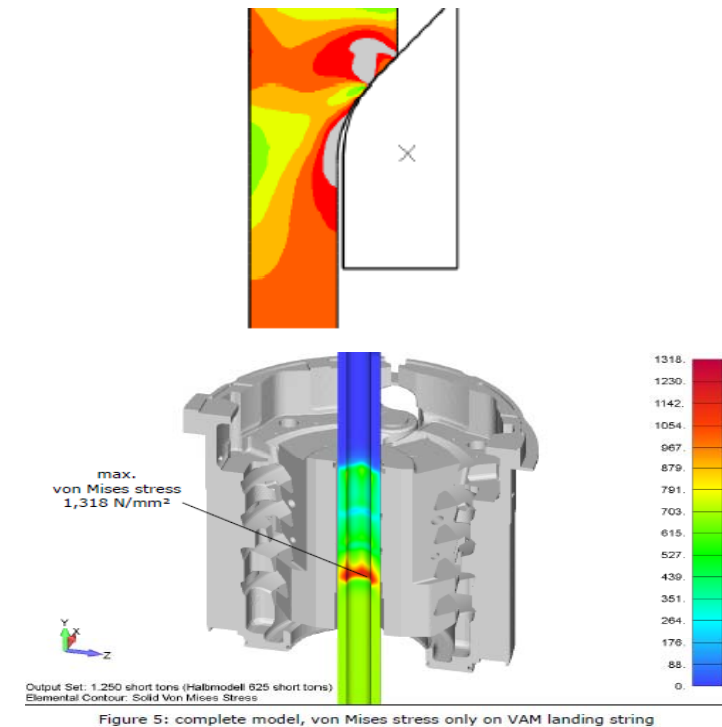 1318.
1230.
1142.
1054.
967.
879.
791.
703.
615.
527.
439.
351.
264.
176.
88.
0.
max.
von Mises stress
1,318 N/mm²
Y
X
Z
Output Set: 1.250 short tons (Halbmodell 625 short tons)
Elemental Contour: Solid Von Mises Stress
Figure 5: complete model, von Mises stress only on VAM landing string